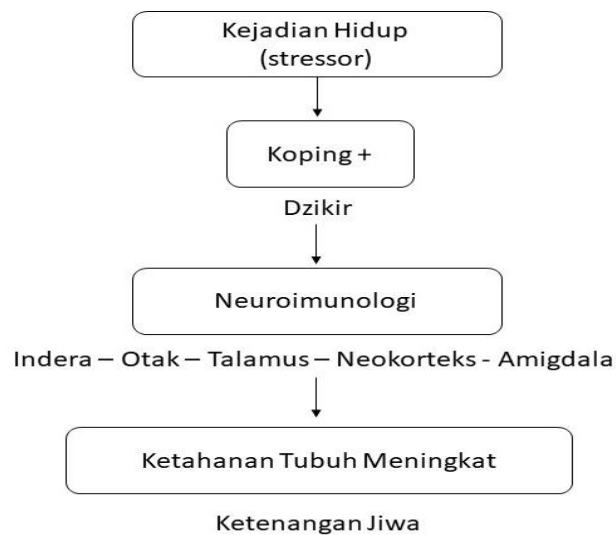 Kejadian Hidup
(stressor)
Koping +
Dzikir
Neuroimunologi
Indera – Otak – Talamus – Neokorteks - Amigdala
Ketahanan Tubuh Meningkat
Ketenangan Jiwa